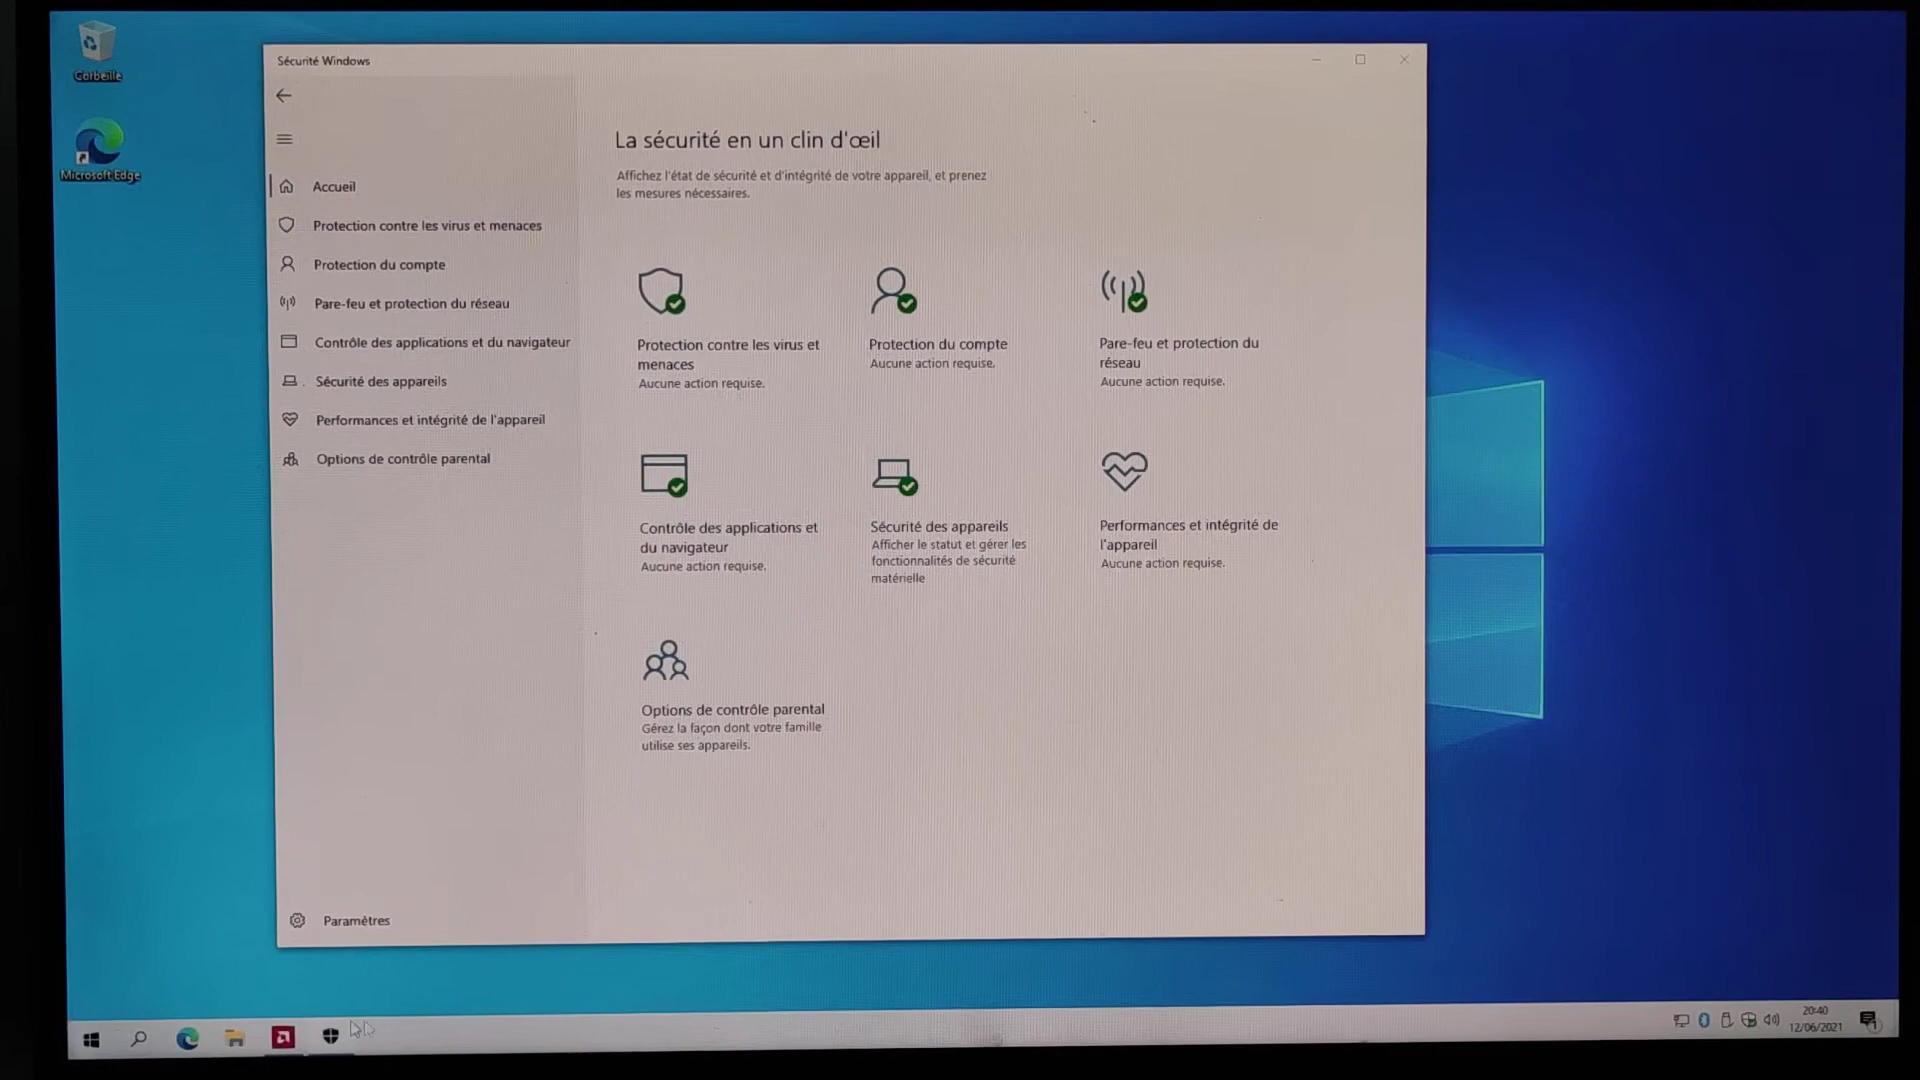 Corbeille
Microsoft Edge
Sécurité Windows
Accueil
Protection contre les virus et menaces
Protection du compte
Pare-feu et protection du réseau
Contrôle des applications et du navigateur
Sécurité des appareils
Performances et intégrité de l'appareil
Options de contrôle parental
Paramètres
La sécurité en un clin d'œil
Affichez l'état de sécurité et d'intégrité de votre appareil, et prenez
les mesures nécessaires.
Protection contre les virus et
menaces
Aucune action requise.
Protection du compte
Aucune action requise.
Pare-feu et protection du
réseau
Aucune action requise.
Contrôle des applications et
du navigateur
Aucune action requise.
Sécurité des appareils
Afficher le statut et gérer les
fonctionnalités de sécurité
matérielle
Performances et intégrité de
l'appareil
Aucune action requise.
Options de contrôle parental
Gérez la façon dont votre famille
utilise ses appareils.
20:40
12/06/2021
1